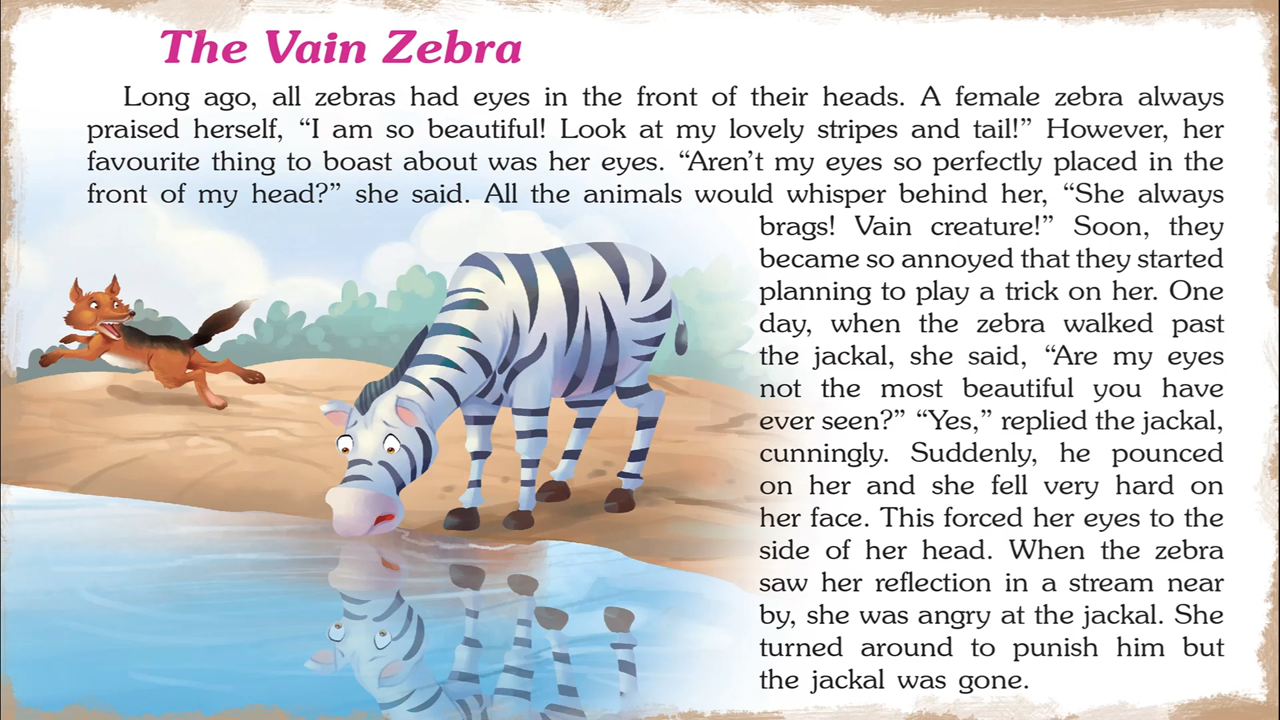 The Vain Zebra
Long ago, all zebras had eyes in the front of their heads. A female zebra always
praised herself, “I am so beautiful! Look at my lovely stripes and tail!” However, her
favourite thing to boast about was her eyes. “Aren’t my eyes so perfectly placed in the
front of my head?” she said. All the animals would whisper behind her, “She always
brags! Vain creature!” Soon, they
became so annoyed that they started
planning to play a trick on her. One
day, when the zebra walked past
the jackal, she said, “Are my eyes
not the most beautiful you have
ever seen?” “Yes,” replied the jackal,
cunningly. Suddenly, he pounced
on her and she fell very hard on
her face. This forced her eyes to the
side of her head. When the zebra
saw her reflection in a stream near
by, she was angry at the jackal. She
turned around to punish him but
the jackal was gone.